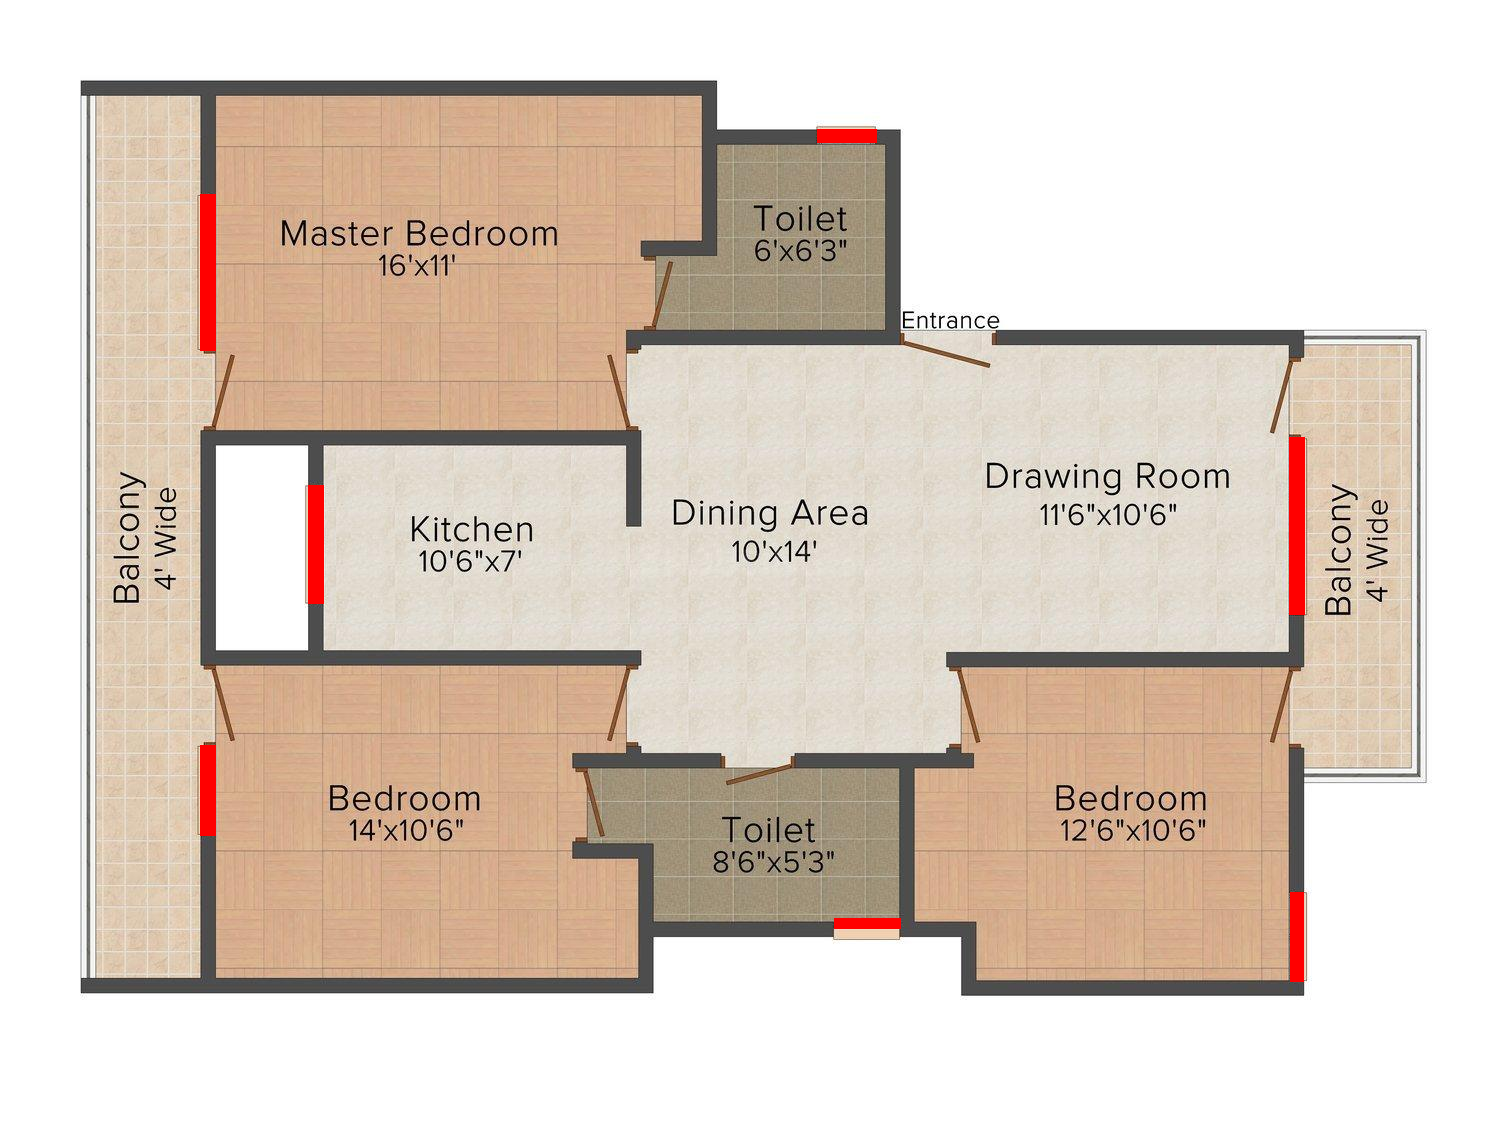 Master Bedroom
16'x11'
Toilet
6'x6'3"
Entrance
Balcony
4' Wide
Kitchen
10'6"x7'
Dining Area
10'x14'
Drawing Room
11'6"x10'6"
Balcony
4' Wide
Bedroom
14'x10'6"
Toilet
8'6"x5'3"
Bedroom
12'6"x10'6"